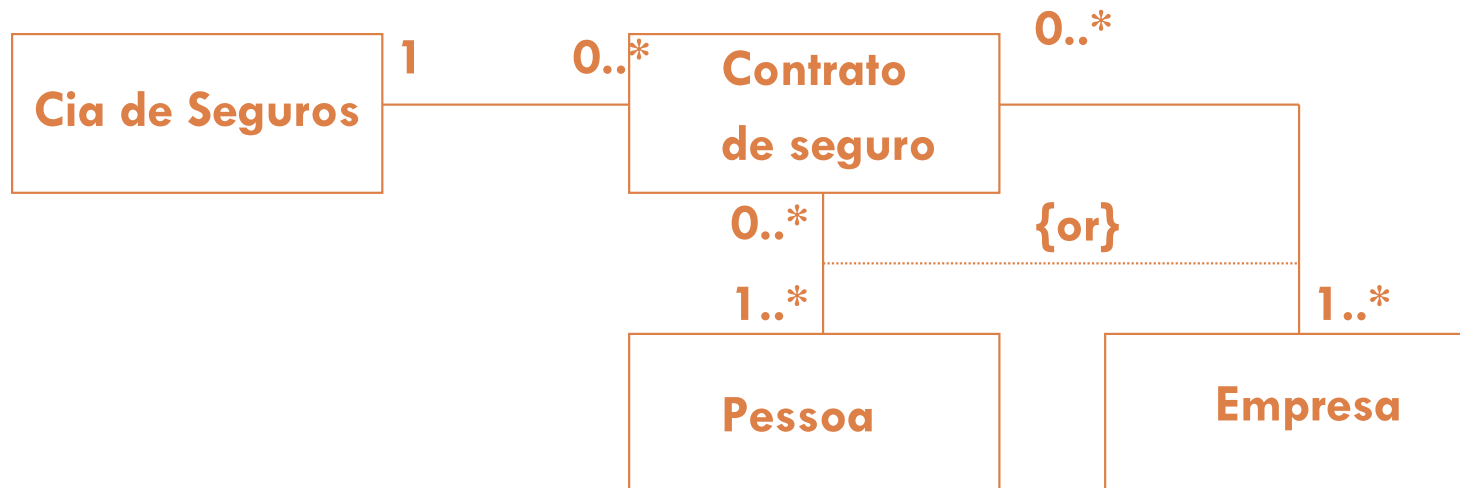 Cia de Seguros
1
0..*
Contrato
de seguro
0..*
0..*
{or}
1..*
1..*
Pessoa
Empresa